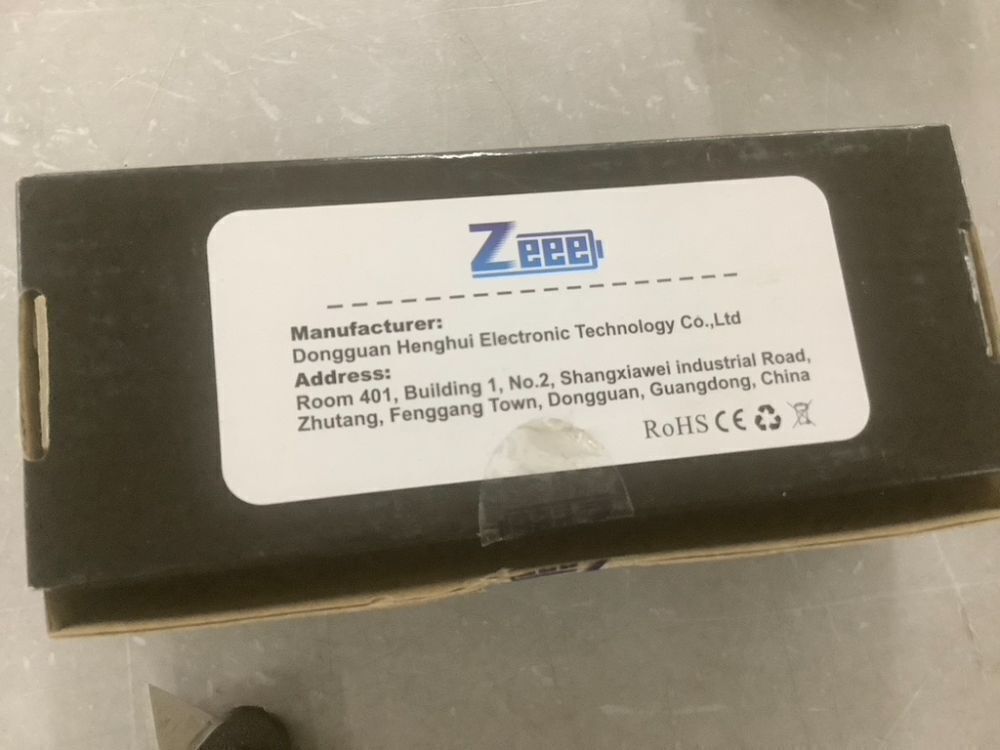 Zeee
Manufacturer:
Dongguan Henghui Electronic Technology Co.,Ltd
Address:
Room 401, Building 1, No.2, Shangxiawei industrial Road,
Zhutang, Fenggang Town, Dongguan, Guangdong, China
RoHS CE